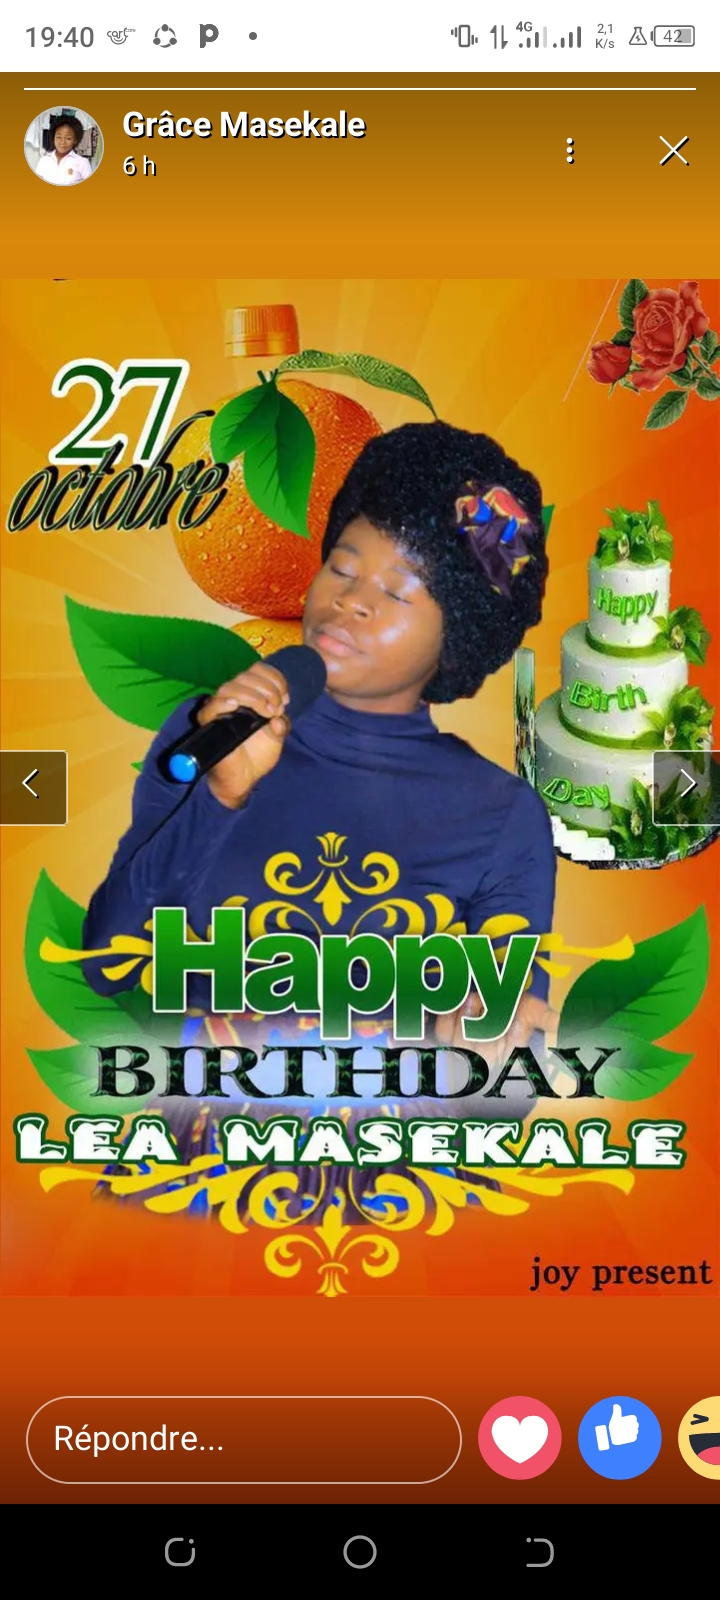 19:40
4G
2,1
K/s
42
Grâce Masekale
6 h
27
octobre
Happy
Birth
Day
Happy
BIRTHDAY
LEA MASEKALE
joy present
Répondre...